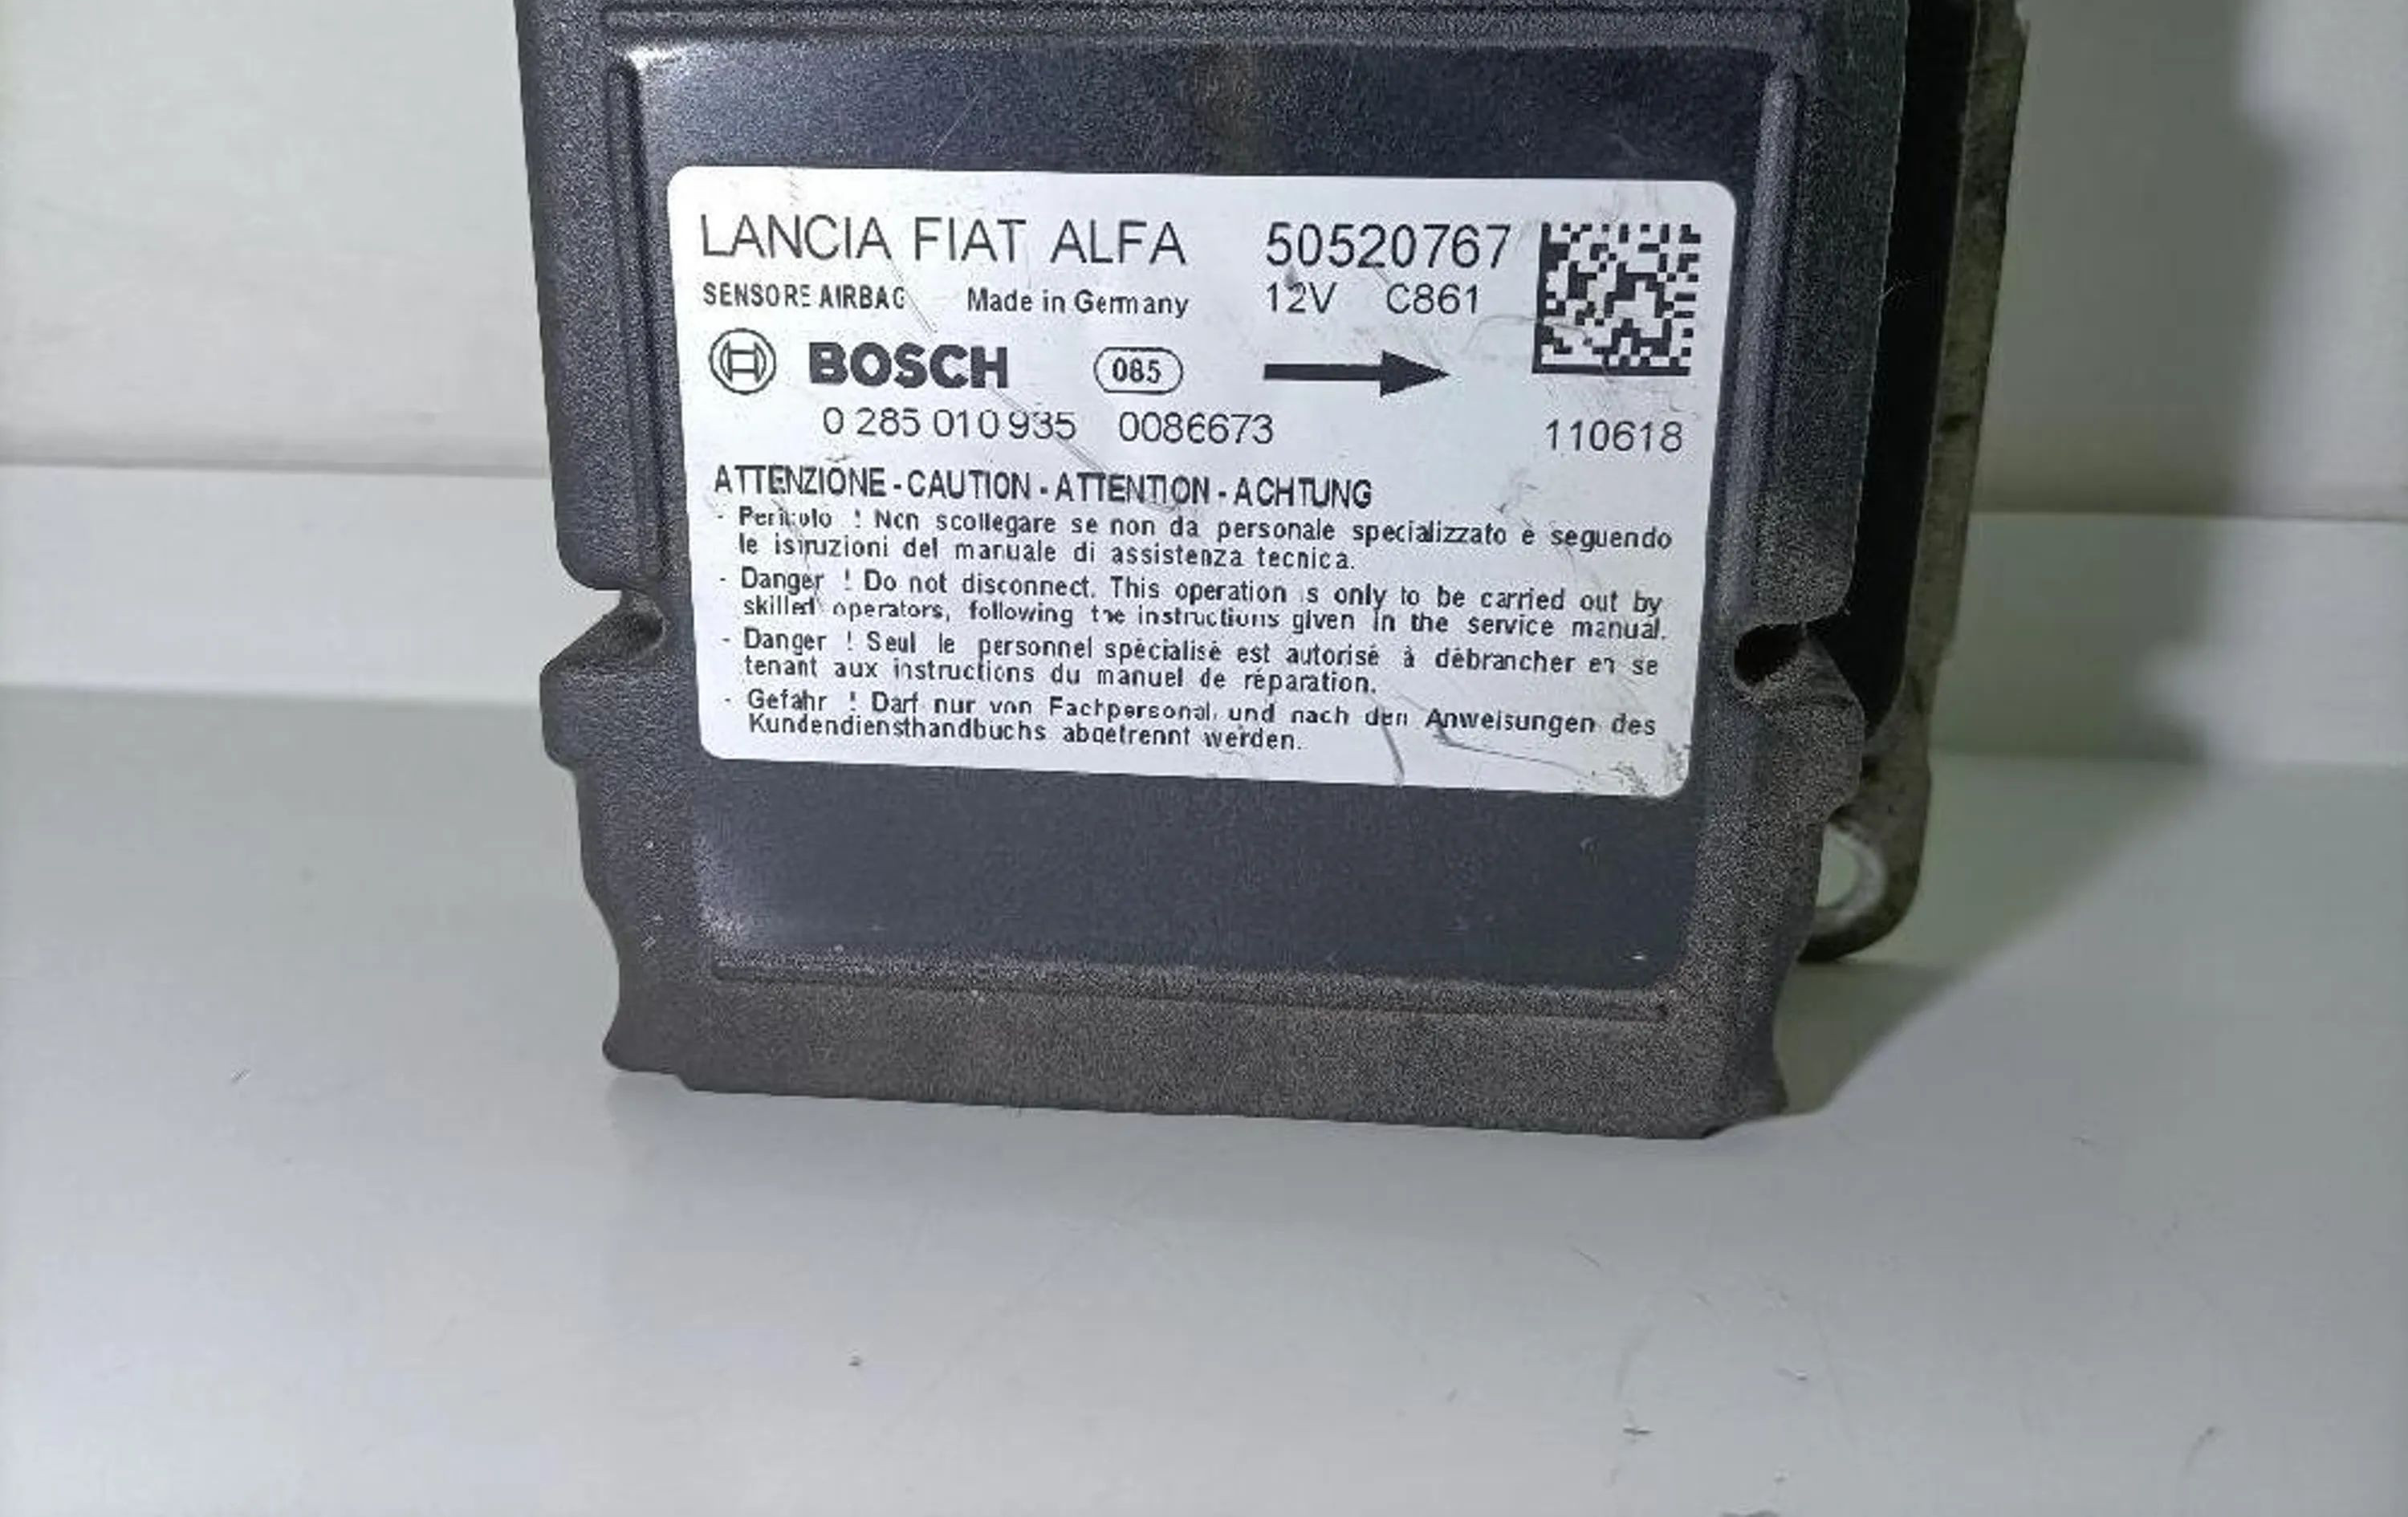 LANCIA FIAT ALFA 50520767
SENSORE AIRBAG Made in Germany 12V C861
BOSCH 085
0 285 010 935 0086673 110618
ATTENZIONE - CAUTION - ATTENTION - ACHTUNG
- Pericolo ! Non scollegare se non da personale specializzato e seguendo
le istruzioni del manuale di assistenza tecnica.
- Danger ! Do not disconnect. This operation is only to be carried out by
skilled operators, following the instructions given in the service manual.
- Danger ! Seul le personnel spécialisé est autorisé à débrancher en se
tenant aux instructions du manuel de réparation.
- Gefahr ! Darf nur von Fachpersonal, und nach den Anweisungen des
Kundendiensthandbuchs abgetrennt werden.